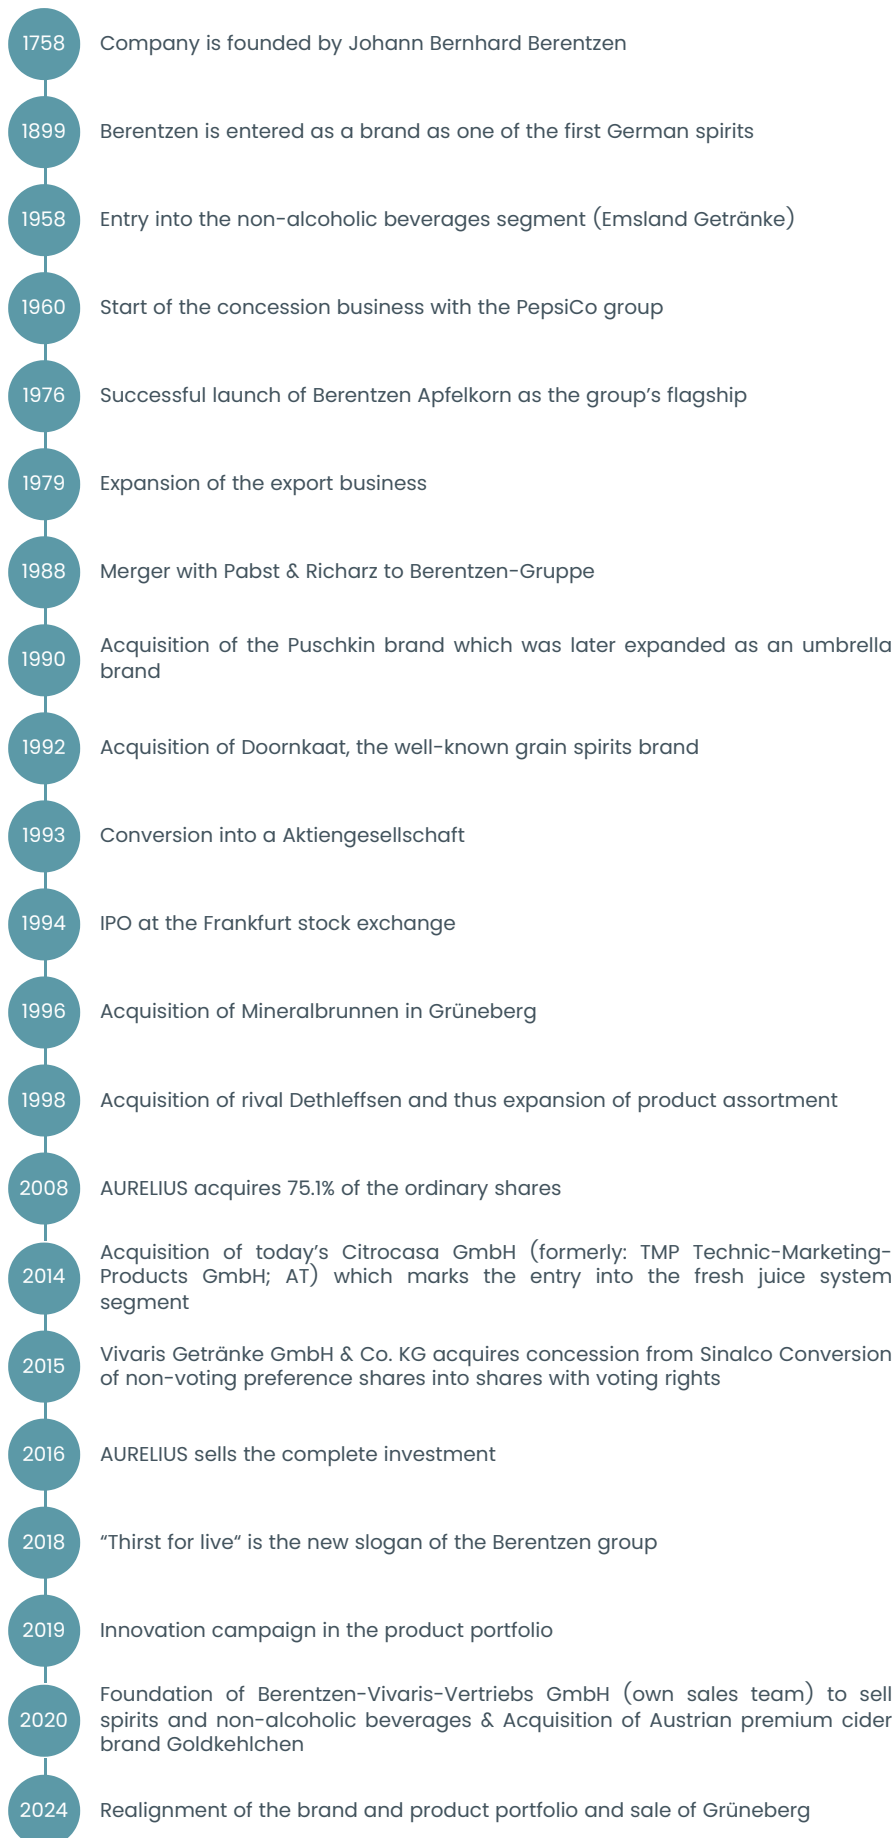 1758
Company is founded by Johann Bernhard Berentzen
1899
Berentzen is entered as a brand as one of the first German spirits
1958
Entry into the non-alcoholic beverages segment (Emsland Getränke)
1960
Start of the concession business with the PepsiCo group
1976
Successful launch of Berentzen Apfelkorn as the group’s flagship
1979
Expansion of the export business
1988
Merger with Pabst & Richarz to Berentzen-Gruppe
1990
Acquisition of the Puschkin brand which was later expanded as an umbrella
brand
1992
Acquisition of Doornkaat, the well-known grain spirits brand
1993
Conversion into a Aktiengesellschaft
1994
IPO at the Frankfurt stock exchange
1996
Acquisition of Mineralbrunnen in Grüneberg
1998
Acquisition of rival Dethleffsen and thus expansion of product assortment
2008
AURELIUS acquires 75.1% of the ordinary shares
2014
Acquisition of today’s Citrocasa GmbH (formerly: TMP Technic-Marketing-
Products GmbH; AT) which marks the entry into the fresh juice system
segment
2015
Vivaris Getränke GmbH & Co. KG acquires concession from Sinalco Conversion
of non-voting preference shares into shares with voting rights
2016
AURELIUS sells the complete investment
2018
“Thirst for live“ is the new slogan of the Berentzen group
2019
Innovation campaign in the product portfolio
2020
Foundation of Berentzen-Vivaris-Vertriebs GmbH (own sales team) to sell
spirits and non-alcoholic beverages & Acquisition of Austrian premium cider
brand Goldkehlchen
2024
Realignment of the brand and product portfolio and sale of Grüneberg